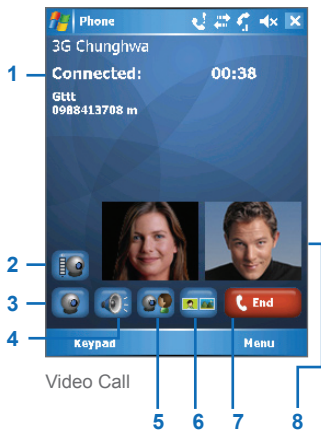 Phone
3G Chunghwa
1 Connected: 00:38
Gttt
0988413708 m
2
3 End
4 Keypad Menu
Video Call
5 6 7 8